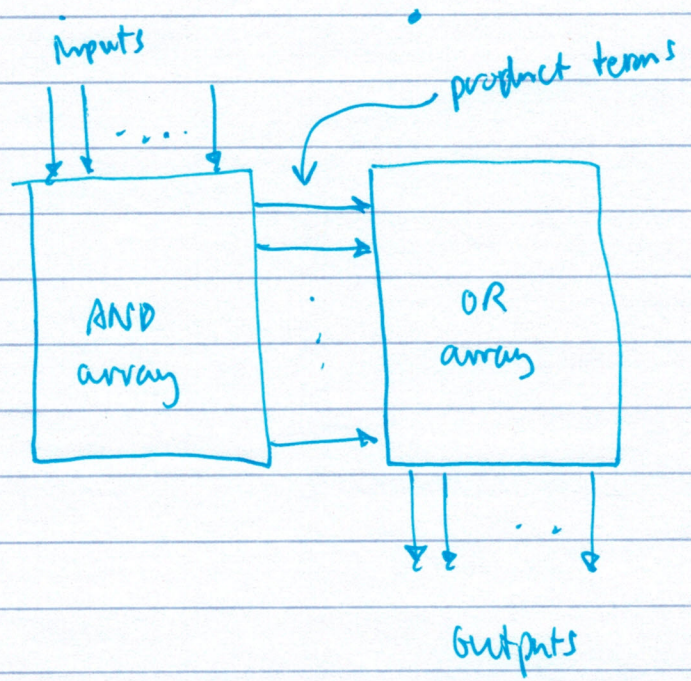 inputs
product terms
AND
array
OR
array
outputs